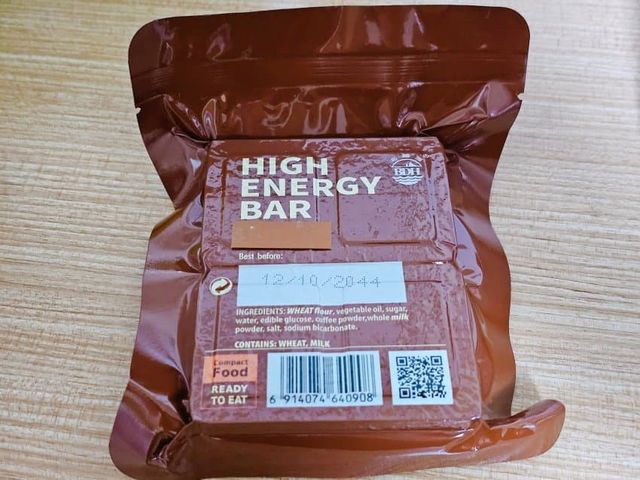 HIGH
ENERGY
BAR
BDH
Best before:
12/10/2044
INGREDIENTS: WHEAT flour, vegetable oil, sugar,
water, edible glucose, coffee powder,whole milk
powder, salt, sodium bicarbonate.
CONTAINS: WHEAT, MILK
Compact
Food
READY
TO EAT
6 914074 640908